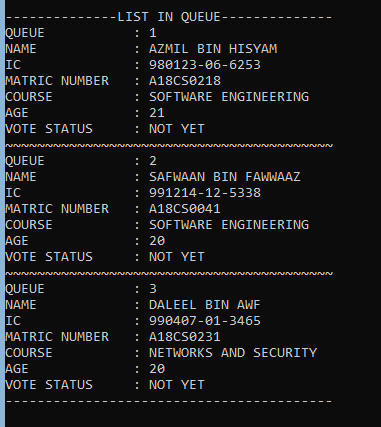 --------------LIST IN QUEUE--------------
QUEUE : 1
NAME : AZMIL BIN HISYAM
IC : 980123-06-6253
MATRIC NUMBER : A18CS0218
COURSE : SOFTWARE ENGINEERING
AGE : 21
VOTE STATUS : NOT YET
~~~~~~~~~~~~~~~~~~~~~~~~~~~~~~~~~~~~~~~~~
QUEUE : 2
NAME : SAFWAAN BIN FAWWAAZ
IC : 991214-12-5338
MATRIC NUMBER : A18CS0041
COURSE : SOFTWARE ENGINEERING
AGE : 20
VOTE STATUS : NOT YET
~~~~~~~~~~~~~~~~~~~~~~~~~~~~~~~~~~~~~~~~~
QUEUE : 3
NAME : DALEEL BIN AWF
IC : 990407-01-3465
MATRIC NUMBER : A18CS0231
COURSE : NETWORKS AND SECURITY
AGE : 20
VOTE STATUS : NOT YET
-----------------------------------------